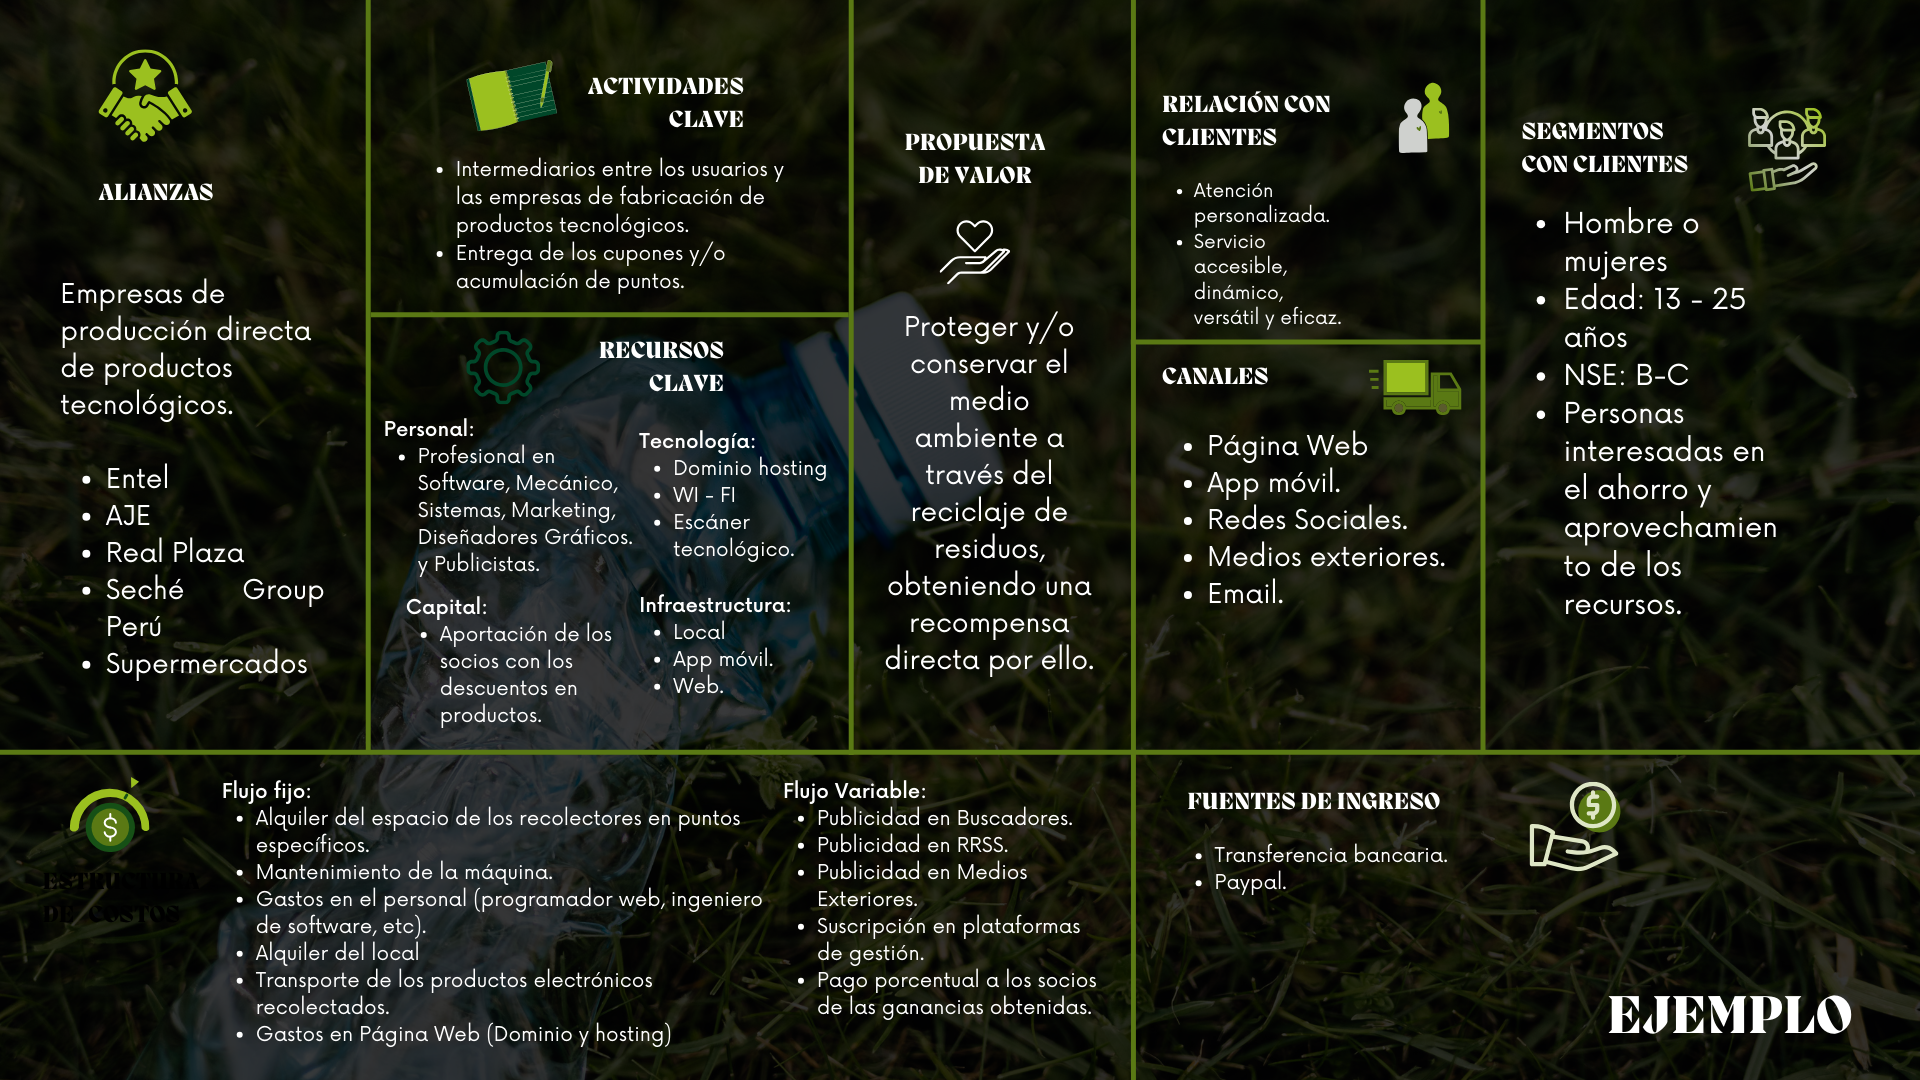 ALIANZAS
Empresas de
producción directa
de productos
tecnológicos.
• Entel
• AJE
• Real Plaza
• Seché Group
Perú
• Supermercados
ACTIVIDADES
CLAVE
• Intermediarios entre los usuarios y
las empresas de fabricación de
productos tecnológicos.
• Entrega de los cupones y/o
acumulación de puntos.
RECURSOS
CLAVE
Personal:
• Profesional en
Software, Mecánico,
Sistemas, Marketing,
Diseñadores Gráficos.
y Publicistas.
Capital:
• Aportación de los
socios con los
descuentos en
productos.
Tecnología:
• Dominio hosting
• WI - FI
• Escáner
tecnológico.
Infraestructura:
• Local
• App móvil.
• Web.
PROPUESTA
DE VALOR
Proteger y/o
conservar el
medio
ambiente a
través del
reciclaje de
residuos,
obteniendo una
recompensa
directa por ello.
RELACIÓN CON
CLIENTES
• Atención
personalizada.
• Servicio
accesible,
dinámico,
versátil y eficaz.
CANALES
• Página Web
• App móvil.
• Redes Sociales.
• Medios exteriores.
• Email.
SEGMENTOS
CON CLIENTES
• Hombre o
mujeres
• Edad: 13 - 25
años
• NSE: B-C
• Personas
interesadas en
el ahorro y
aprovechamien
to de los
recursos.
$
ESTRUCTURA
DE COSTOS
Flujo fijo:
• Alquiler del espacio de los recolectores en puntos
específicos.
• Mantenimiento de la máquina.
• Gastos en el personal (programador web, ingeniero
de software, etc).
• Alquiler del local
• Transporte de los productos electrónicos
recolectados.
• Gastos en Página Web (Dominio y hosting)
Flujo Variable:
• Publicidad en Buscadores.
• Publicidad en RRSS.
• Publicidad en Medios
Exteriores.
• Suscripción en plataformas
de gestión.
• Pago porcentual a los socios
de las ganancias obtenidas.
FUENTES DE INGRESO
$
• Transferencia bancaria.
• Paypal.
EJEMPLO